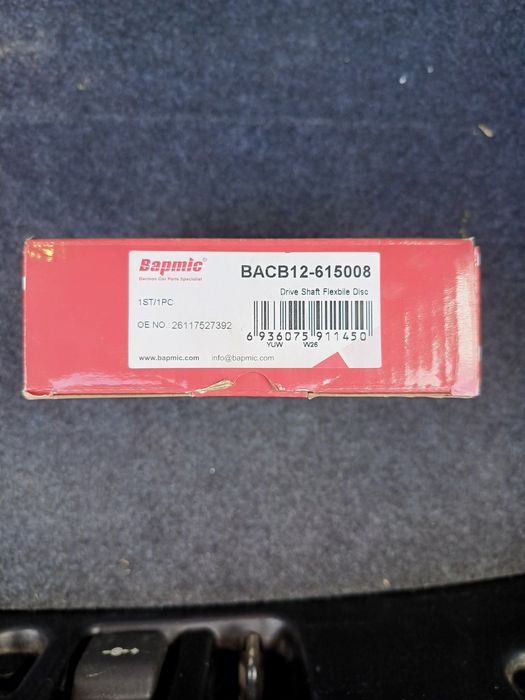 Bapmic®
German Car Parts Specialist
BACB12-615008
Drive Shaft Flexbile Disc
1ST/1PC
OE NO.:26117527392
6 936075 911450
YUW W26
www.bapmic.com info@bapmic.com